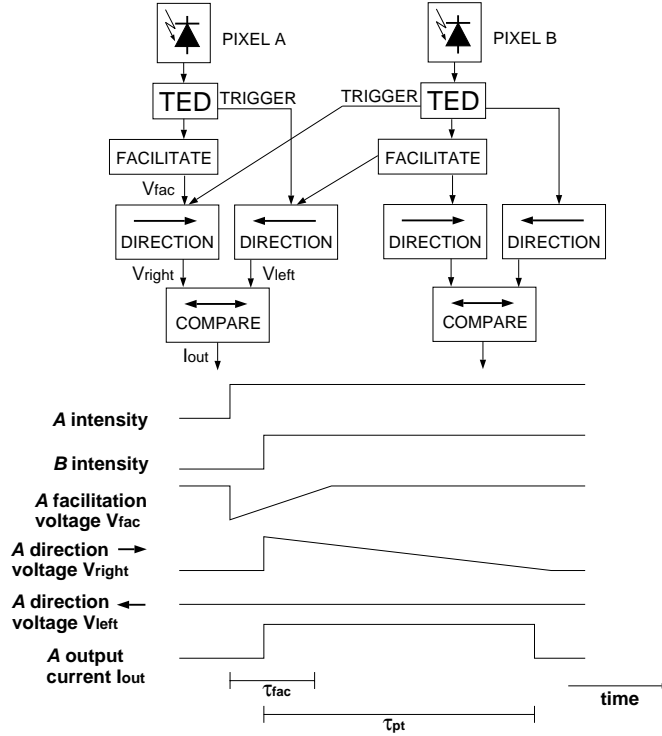 PIXEL A
PIXEL B
TED
TRIGGER
TRIGGER
TED
FACILITATE
FACILITATE
Vfac
DIRECTION
DIRECTION
DIRECTION
DIRECTION
Vright
Vleft
COMPARE
COMPARE
Iout
A intensity
B intensity
A facilitation
voltage Vfac
A direction →
voltage Vright
A direction ←
voltage Vleft
A output
current Iout
τfac
time
τpt